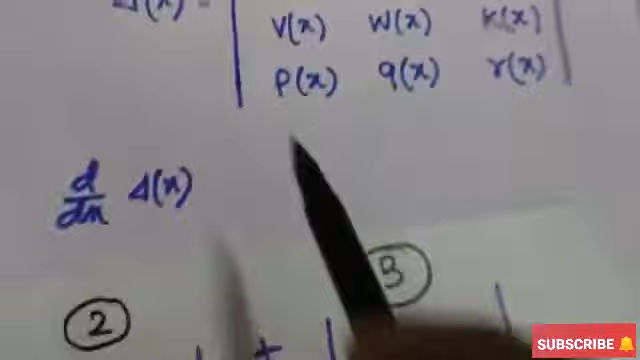 Δ(x) =
V(x) W(x) K(x)
P(x) q(x) r(x)
d/dx Δ(x)
3
2
+
SUBSCRIBE